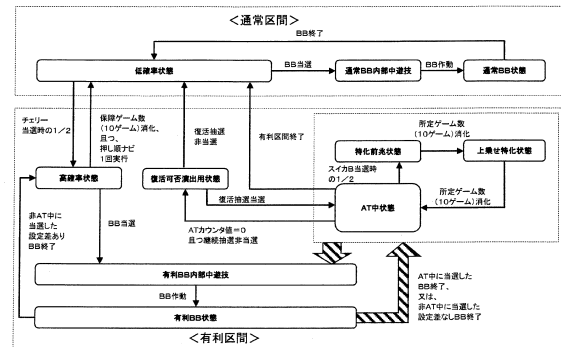 ＜通常区間＞
BB終了
低確率状態
BB当選
通常BB内部中遊技
BB作動
通常BB状態
チェリー
当選時の1／2
保障ゲーム数
(10ゲーム)消化、
且つ、
押し順ナビ
1回実行
復活抽選
非当選
有利区間終了
所定ゲーム数
(10ゲーム)消化
特化前兆状態
上乗せ特化状態
スイカB当選時
の1／2
高確率状態
復活可否演出用状態
復活抽選当選
AT中状態
所定ゲーム数
(10ゲーム)消化
非AT中に
当選した
設定差あり
BB終了
BB当選
ATカウンタ値＝0
且つ継続抽選非当選
有利BB内部中遊技
BB作動
有利BB状態
AT中に当選した
BB終了、
又は、
非AT中に当選した
設定差なしBB終了
＜有利区間＞